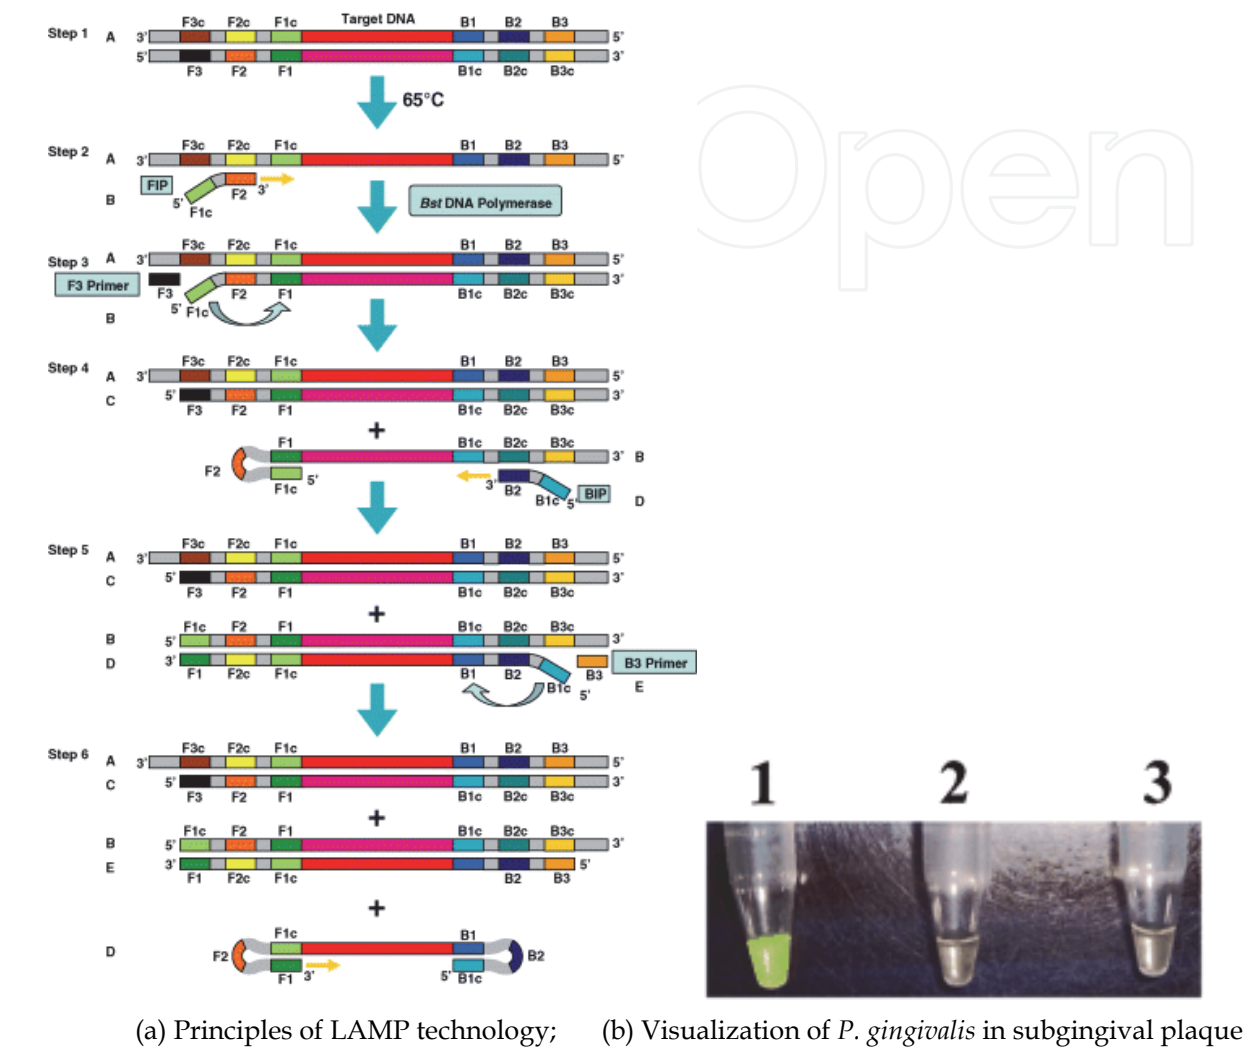 F3c F2c F1c Target DNA B1 B2 B3
Step 1 A 3' 5'
5' 3'
F3 F2 F1 B1c B2c B3c
65°C
F3c F2c F1c B1 B2 B3
Step 2 A 3' 5'
FIP F2 3'
B 5' F1c
Bst DNA Polymerase
F3c F2c F1c B1 B2 B3
Step 3 A 3' 5'
3'
F3 Primer F3 F2 F1 B1c B2c B3c
5' F1c
B
F3c F2c F1c B1 B2 B3
Step 4 A 3' 5'
C 5' 3'
F3 F2 F1 B1c B2c B3c
+
F1 B1c B2c B3c
3' B
F2 F1c 5' 3' B2 B1c 5' BIP
D
F3c F2c F1c B1 B2 B3
Step 5 A 3' 5'
C 5' 3'
F3 F2 F1 B1c B2c B3c
+
F1c F2 F1 B1c B2c B3c
B 5' 3'
D 3' B3 Primer
F1 F2c F1c B1 B2 B1c B3
5' E
F3c F2c F1c B1 B2 B3
Step 6 A 3' 5'
C 5' 3'
F3 F2 F1 B1c B2c B3c
+
F1c F2 F1 B1c B2c B3c
B 5' 3'
E 3' 5'
F1 F2c F1c B2 B3
+
F1c B1
D F2 B2
F1 3' 5' B1c
Open
1 2 3
(a) Principles of LAMP technology; (b) Visualization of P. gingivalis in subgingival plaque